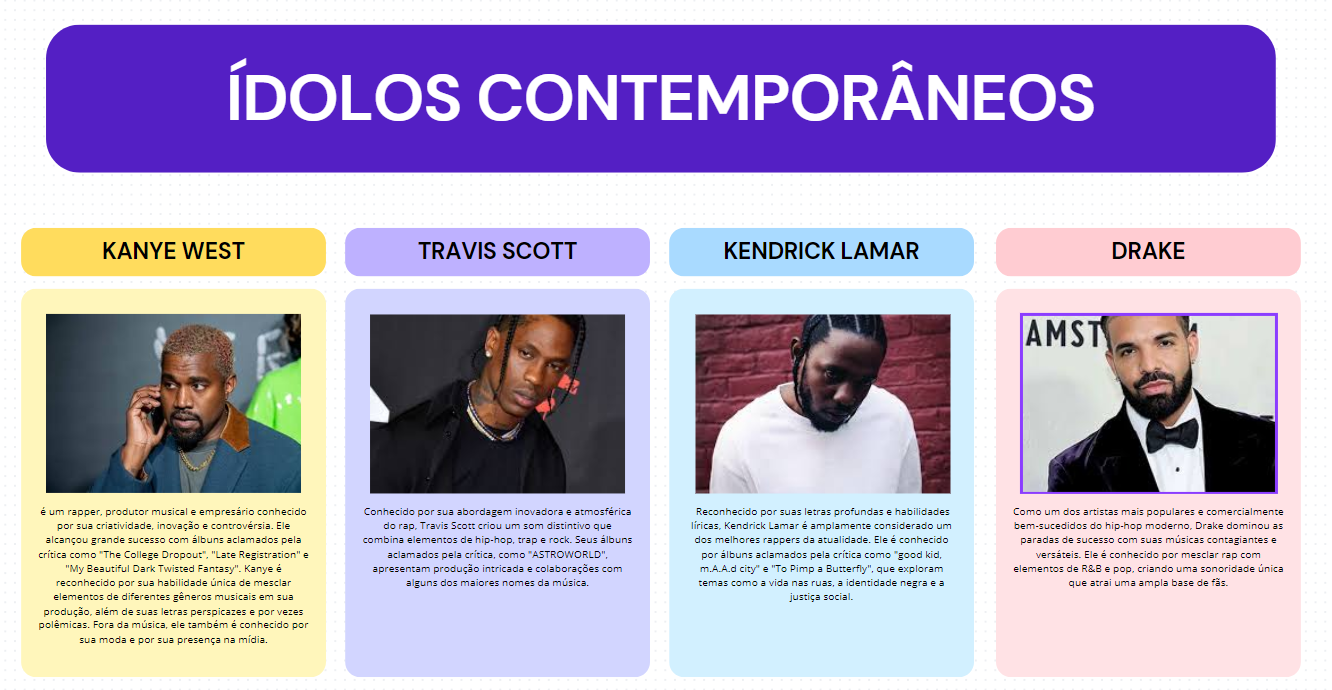 ÍDOLOS CONTEMPORÂNEOS
KANYE WEST
é um rapper, produtor musical e empresário conhecido
por sua criatividade, inovação e controvérsia. Ele
alcançou grande sucesso com álbuns aclamados pela
crítica como "The College Dropout", "Late Registration" e
"My Beautiful Dark Twisted Fantasy". Kanye é
reconhecido por sua habilidade única de mesclar
elementos de diferentes gêneros musicais em sua
produção, além de suas letras perspicazes e por vezes
polêmicas. Fora da música, ele também é conhecido por
sua moda e por sua presença na mídia.
TRAVIS SCOTT
Conhecido por sua abordagem inovadora e atmosférica
do rap, Travis Scott criou um som distintivo que
combina elementos de hip-hop, trap e rock. Seus álbuns
aclamados pela crítica, como "ASTROWORLD",
apresentam produção intricada e colaborações com
alguns dos maiores nomes da música.
KENDRICK LAMAR
Reconhecido por suas letras profundas e habilidades
líricas, Kendrick Lamar é amplamente considerado um
dos melhores rappers da atualidade. Ele é conhecido
por álbuns aclamados pela crítica como "good kid,
m.A.A.d city" e "To Pimp a Butterfly", que exploram
temas como a vida nas ruas, a identidade negra e a
justiça social.
DRAKE
AMST
Como um dos artistas mais populares e comercialmente
bem-sucedidos do hip-hop moderno, Drake dominou as
paradas de sucesso com suas músicas contagiantes e
versáteis. Ele é conhecido por mesclar rap com
elementos de R&B e pop, criando uma sonoridade única
que atrai uma ampla base de fãs.